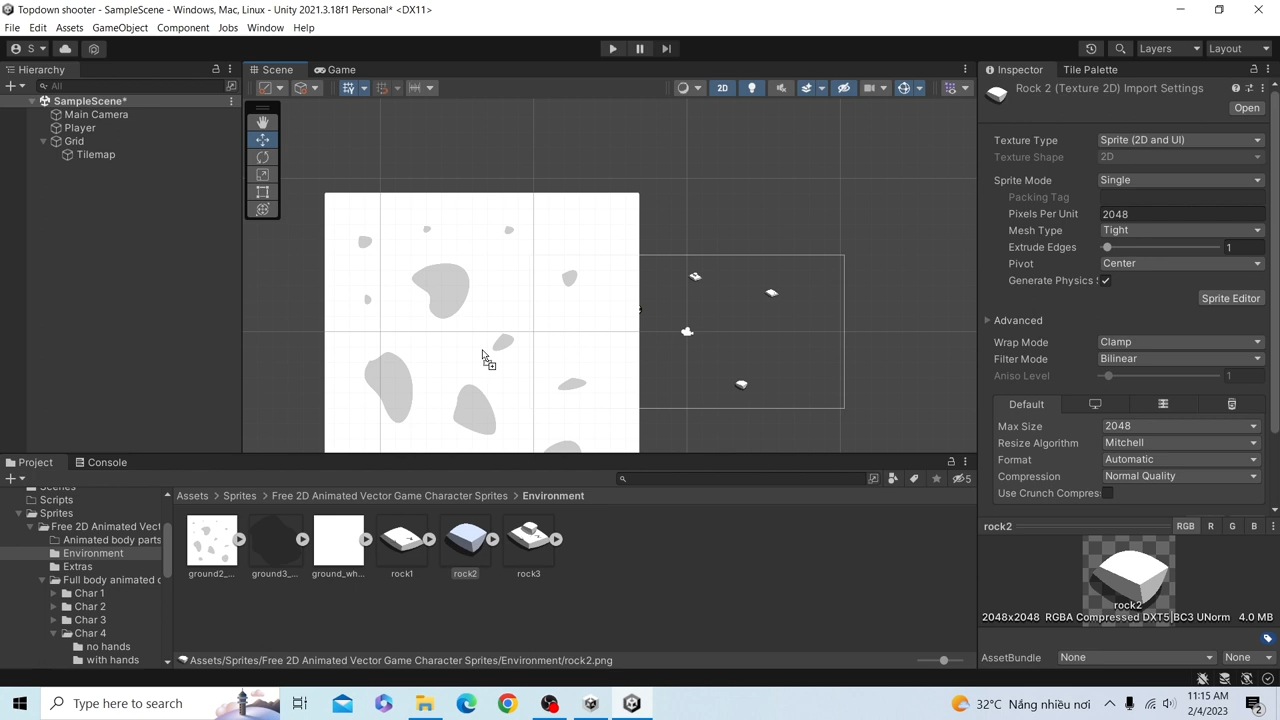 Topdown shooter - SampleScene - Windows, Mac, Linux - Unity 2021.3.18f1 Personal* <DX11>
File Edit Assets GameObject Component Jobs Window Help
S Layers Layout
Hierarchy Scene Game Inspector Tile Palette
All 2D
Rock 2 (Texture 2D) Import Settings
Open
SampleScene*
Main Camera
Player
Grid
Tilemap
Texture Type Sprite (2D and UI)
Texture Shape 2D
Sprite Mode Single
Packing Tag
Pixels Per Unit 2048
Mesh Type Tight
Extrude Edges 1
Pivot Center
Generate Physics S
Sprite Editor
Advanced
Wrap Mode Clamp
Filter Mode Bilinear
Aniso Level 1
Default
Max Size 2048
Resize Algorithm Mitchell
Format Automatic
Compression Normal Quality
Use Crunch Compres
Project Console
5
Scenes
Scripts
Sprites
Free 2D Animated Vect
Animated body parts
Environment
Extras
Full body animated c
Char 1
Char 2
Char 3
Char 4
no hands
with hands
Assets > Sprites > Free 2D Animated Vector Game Character Sprites > Environment
ground2_... ground3_... ground_wh... rock1 rock2 rock3
Assets/Sprites/Free 2D Animated Vector Game Character Sprites/Environment/rock2.png
rock2 RGB R G B
rock2
2048x2048 RGBA Compressed DXT5|BC3 UNorm 4.0 MB
AssetBundle None None
Type here to search
32°C Nắng nhiều nơi
11:15 AM
2/4/2023
2